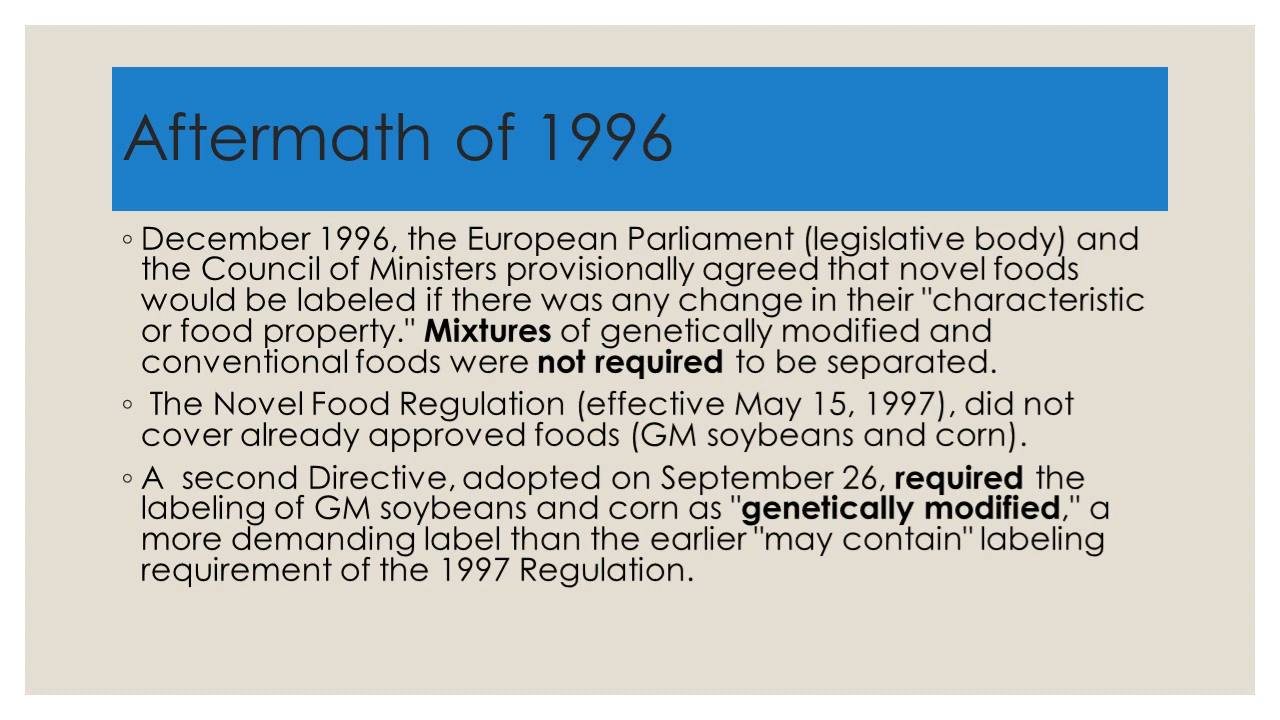 Aftermath of 1996
◦ December 1996, the European Parliament (legislative body) and
the Council of Ministers provisionally agreed that novel foods
would be labeled if there was any change in their "characteristic
or food property." Mixtures of genetically modified and
conventional foods were not required to be separated.
◦ The Novel Food Regulation (effective May 15, 1997), did not
cover already approved foods (GM soybeans and corn).
◦ A second Directive, adopted on September 26, required the
labeling of GM soybeans and corn as "genetically modified," a
more demanding label than the earlier "may contain" labeling
requirement of the 1997 Regulation.